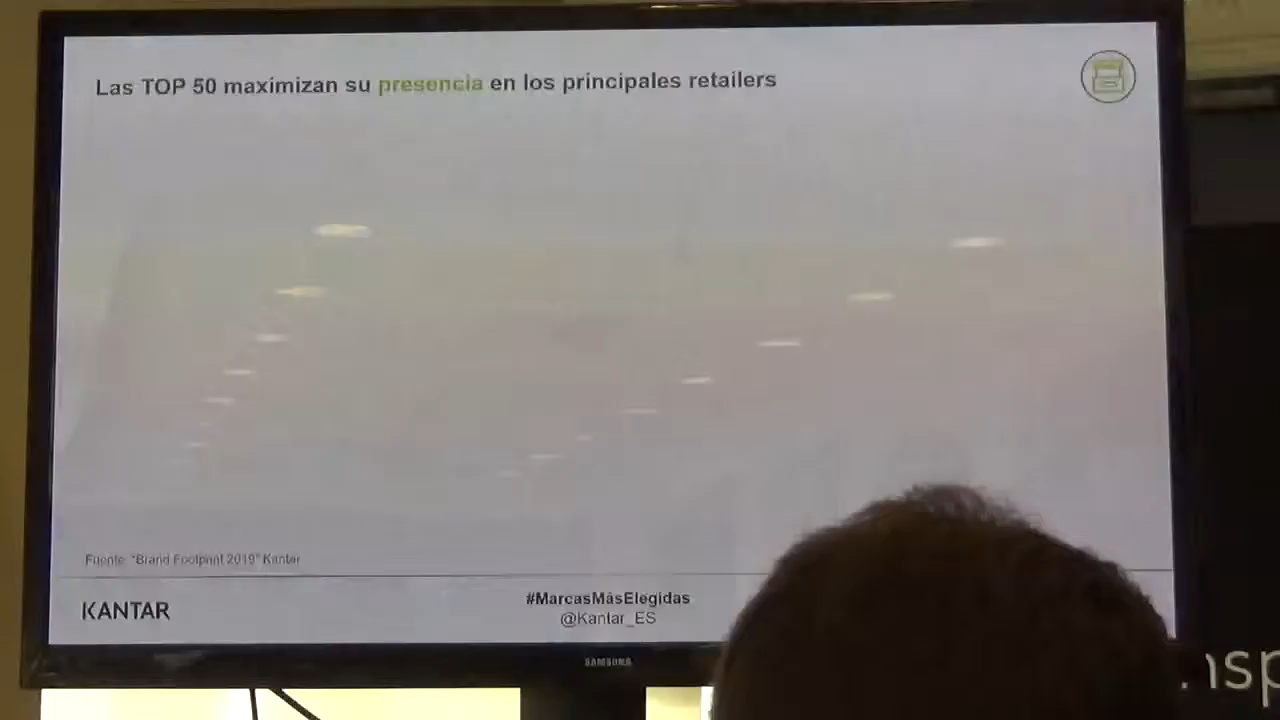 Las TOP 50 maximizan su presencia en los principales retailers
Fuente: "Brand Footprint 2019" Kantar
KANTAR
#MarcasMásElegidas
@Kantar_ES
SAMSUNG